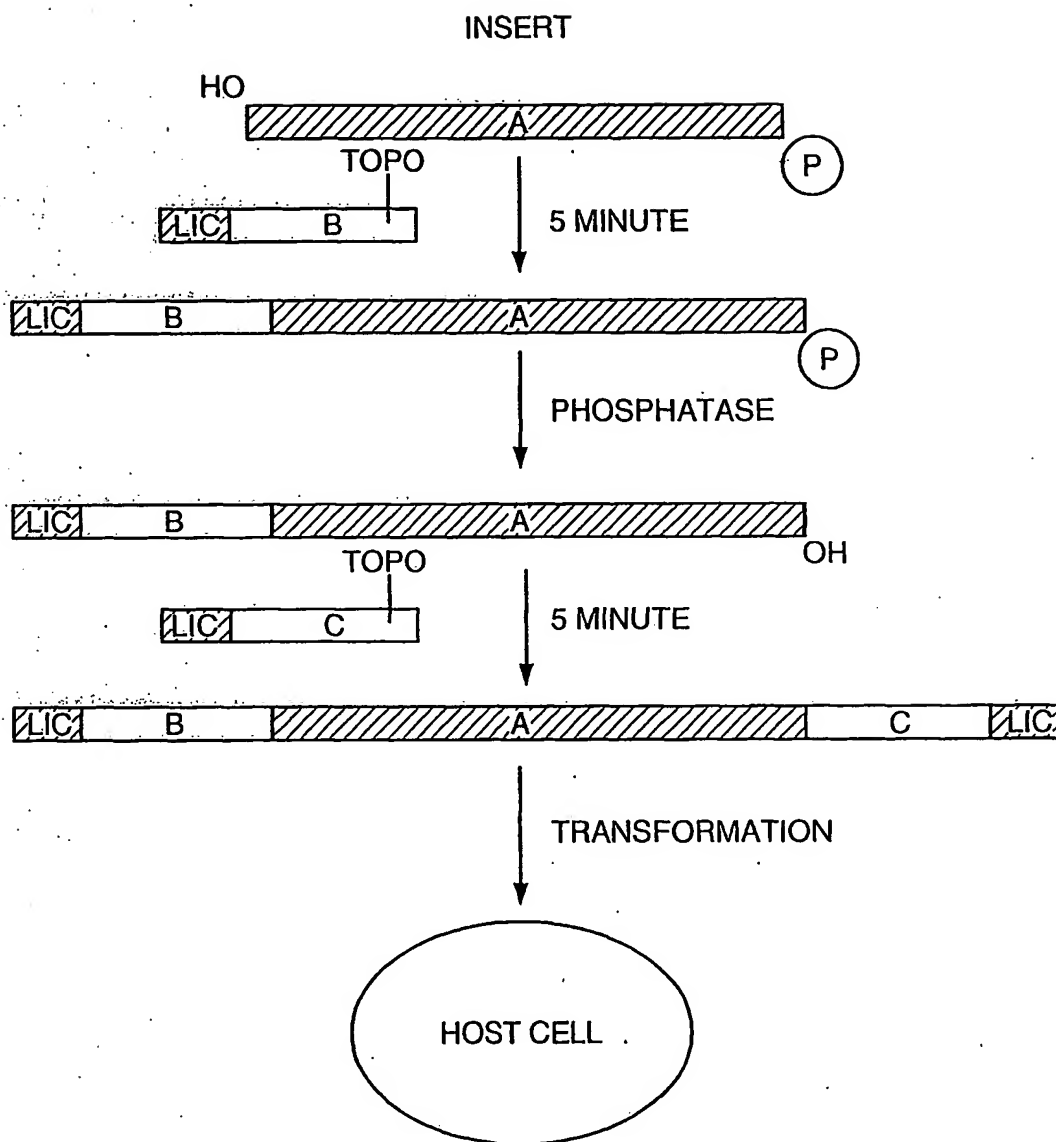 INSERT
HO
A
P
TOPO
LIC B
5 MINUTE
LIC B A
P
PHOSPHATASE
LIC B A
OH
TOPO
LIC C
5 MINUTE
LIC B A C LIC
TRANSFORMATION
HOST CELL